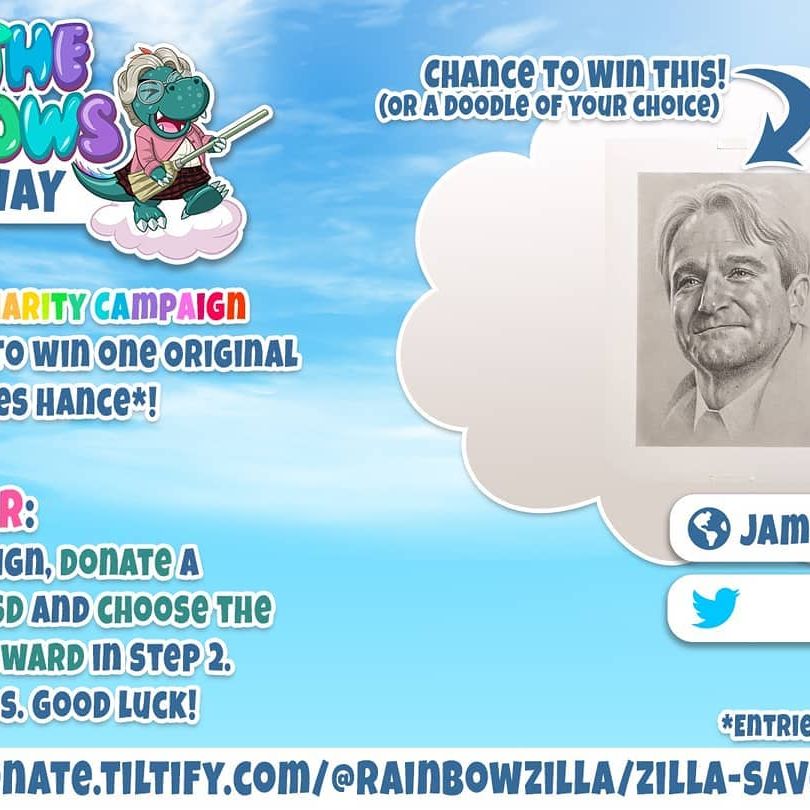 THE
OWS
WAY
CHANCE TO WIN THIS!
(OR A DOODLE OF YOUR CHOICE)
ARITY CAMPAIGN
TO WIN ONE ORIGINAL
ES HANCE*!
R:
IGN, DONATE A
SD AND CHOOSE THE
WARD IN STEP 2.
S. GOOD LUCK!
JAM
*ENTRIE
ONATE.TILTIFY.COM/@RAINBOWZILLA/ZILLA-SAV